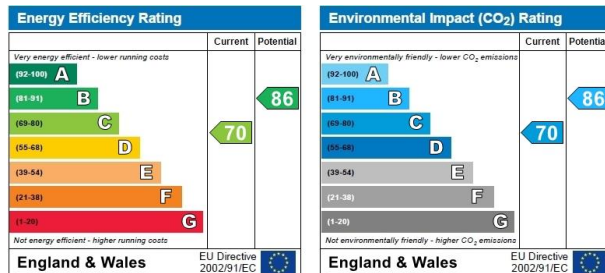 Energy Efficiency Rating
Current Potential
Very energy efficient - lower running costs
(92-100) A
(81-91) B
86
(69-80) C
70
(55-68) D
(39-54) E
(21-38) F
(1-20) G
Not energy efficient - higher running costs
England & Wales
EU Directive
2002/91/EC
Environmental Impact (CO₂) Rating
Current Potential
Very environmentally friendly - lower CO₂ emissions
(92-100) A
(81-91) B
86
(69-80) C
70
(55-68) D
(39-54) E
(21-38) F
(1-20) G
Not environmentally friendly - higher CO₂ emissions
England & Wales
EU Directive
2002/91/EC